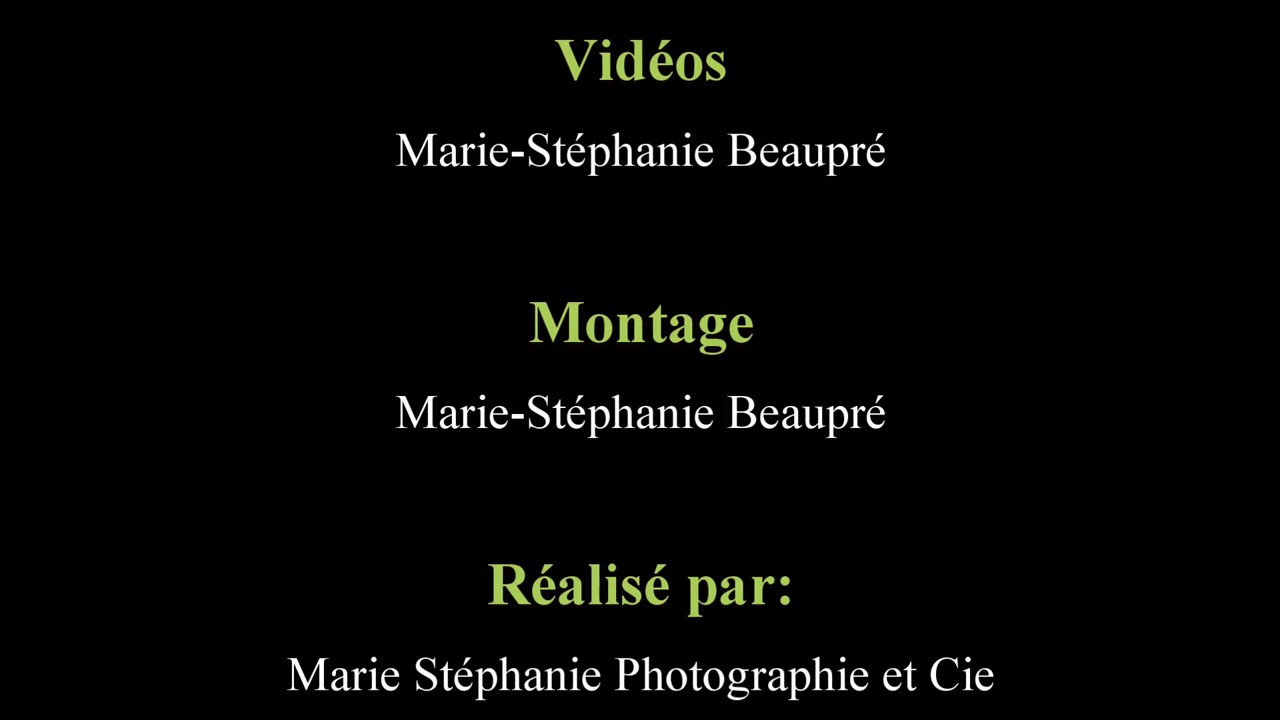 Vidéos
Marie-Stéphanie Beaupré
Montage
Marie-Stéphanie Beaupré
Réalisé par:
Marie Stéphanie Photographie et Cie